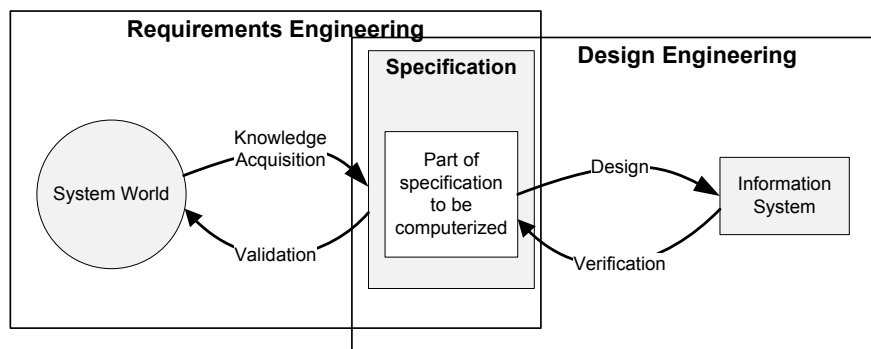 Requirements Engineering
Design Engineering
Specification
System World
Knowledge
Acquisition
Validation
Part of
specification
to be
computerized
Design
Verification
Information
System